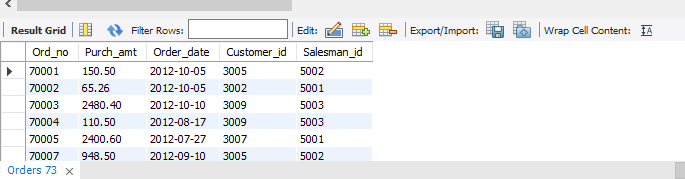 Result Grid Filter Rows: Edit: Export/Import: Wrap Cell Content: IA
Ord_no Purch_amt Order_date Customer_id Salesman_id
70001 150.50 2012-10-05 3005 5002
70002 65.26 2012-10-05 3002 5001
70003 2480.40 2012-10-10 3009 5003
70004 110.50 2012-08-17 3009 5003
70005 2400.60 2012-07-27 3007 5001
70007 948.50 2012-09-10 3005 5002
Orders 73